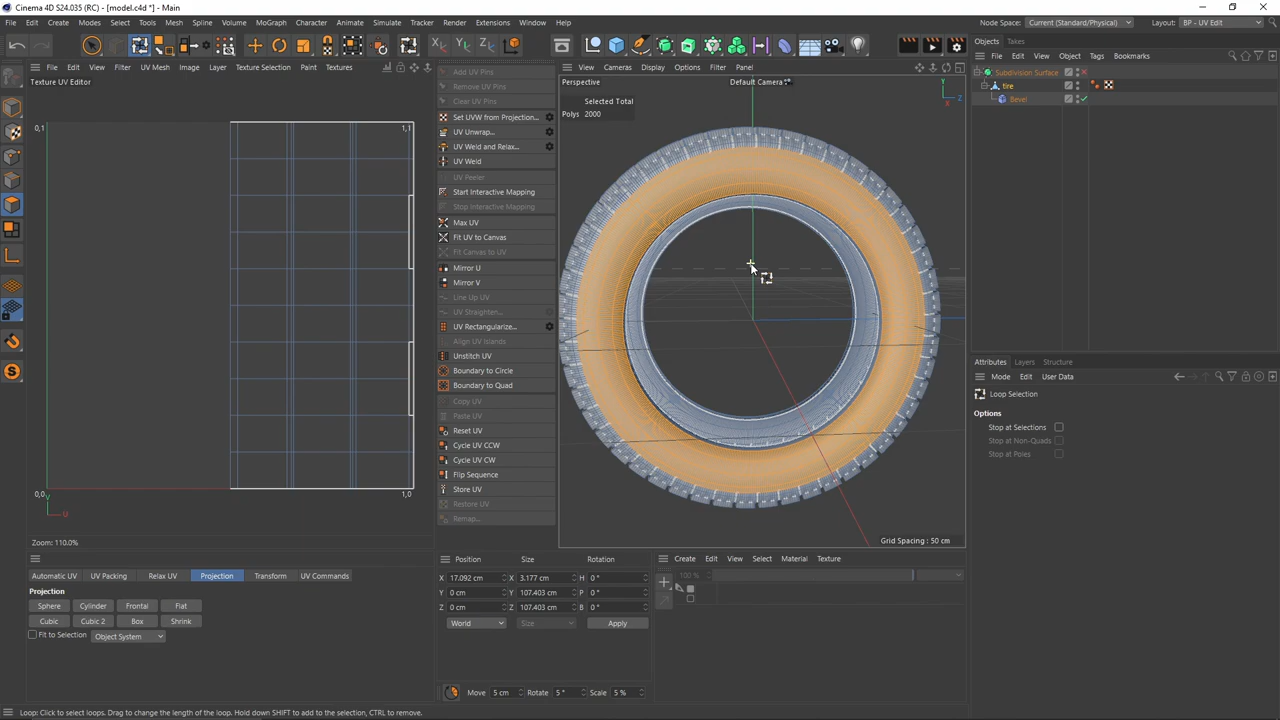 Cinema 4D S24.035 (RC) - [model.c4d *] - Main
File Edit Create Modes Select Tools Mesh Spline Volume MoGraph Character Animate Simulate Tracker Render Extensions Window Help
Node Space: Current (Standard/Physical) Layout: BP - UV Edit
X Y Z
Objects Takes
File Edit View Object Tags Bookmarks
Subdivision Surface
tire
Bevel
File Edit View Filter UV Mesh Image Layer Texture Selection Paint Textures
Texture UV Editor
0,1
1,1
0,0
1,0
Y
U
Zoom: 110.0%
Add UV Pins
Remove UV Pins
Clear UV Pins
Set UVW from Projection...
UV Unwrap...
UV Weld and Relax...
UV Weld
UV Peeler
Start Interactive Mapping
Stop Interactive Mapping
Max UV
Fit UV to Canvas
Fit Canvas to UV
Mirror U
Mirror V
Line Up UV
UV Straighten...
UV Rectangularize...
Align UV Islands
Unstitch UV
Boundary to Circle
Boundary to Quad
Copy UV
Paste UV
Reset UV
Cycle UV CCW
Cycle UV CW
Flip Sequence
Store UV
Restore UV
Remap...
View Cameras Display Options Filter Panel
Perspective
Default Camera
Selected Total
Polys 2000
Y
Z
X
Grid Spacing : 50 cm
Attributes Layers Structure
Mode Edit User Data
Loop Selection
Options
Stop at Selections
Stop at Non-Quads
Stop at Poles
Automatic UV UV Packing Relax UV Projection Transform UV Commands
Projection
Sphere Cylinder Frontal Flat
Cubic Cubic 2 Box Shrink
Fit to Selection Object System
Position Size Rotation
X 17.092 cm X 3.177 cm H 0 °
Y 0 cm Y 107.403 cm P 0 °
Z 0 cm Z 107.403 cm B 0 °
World Size Apply
Move 5 cm Rotate 5 ° Scale 5 %
Create Edit View Select Material Texture
100 %
Loop: Click to select loops. Drag to change the length of the loop. Hold down SHIFT to add to the selection, CTRL to remove.